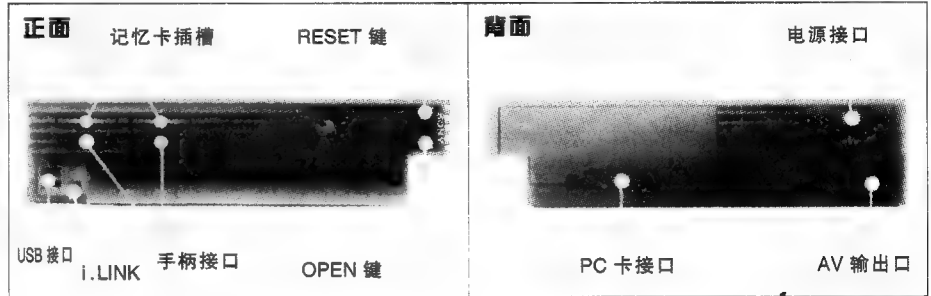 正面
记忆卡插槽
RESET 键
USB 接口
i.LINK
手柄接口
OPEN 键
背面
电源接口
PC 卡接口
AV 输出口